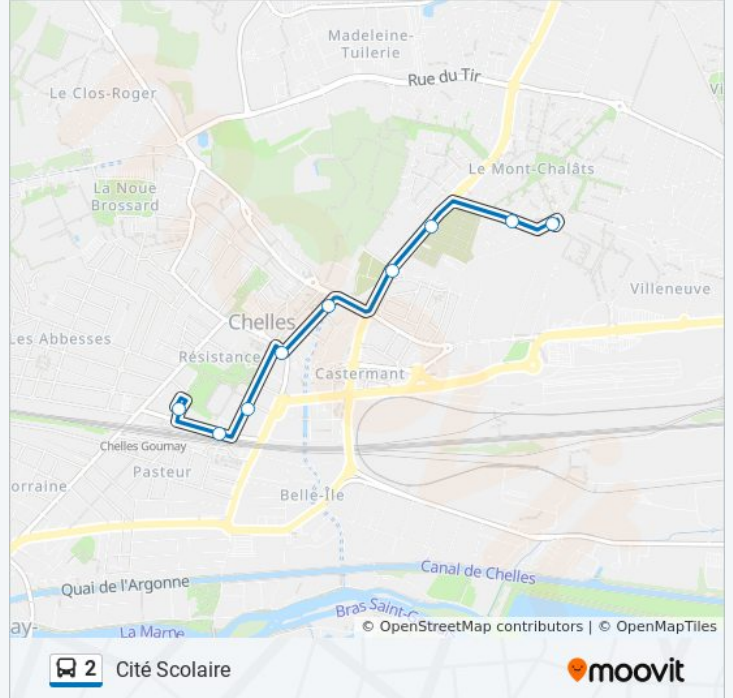 Madeleine-
Tuilerie
Rue du Tir
Le Clos-Roger
Vi
Le Mont-Chalâts
La Noue
Brossard
Villeneuve
Chelles
Les Abbesses
Résistance
Castermant
Chelles Gournay
Pasteur
orraine
Belle-Île
Canal de Chelles
Quai de l'Argonne
Bras Saint-G
ay-
La Marne
© OpenStreetMap contributors | © OpenMapTiles
2 Cité Scolaire
moovit